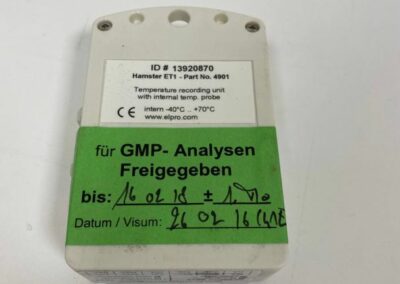 ID # 13920870
Hamster ET1 - Part No. 4901
Temperature recording unit
with internal temp. probe
CE intern -40°C .. +70°C
www.elpro.com
für GMP- Analysen
Freigegeben
bis: 16 02 18 ±
Datum / Visum: 26 02 16